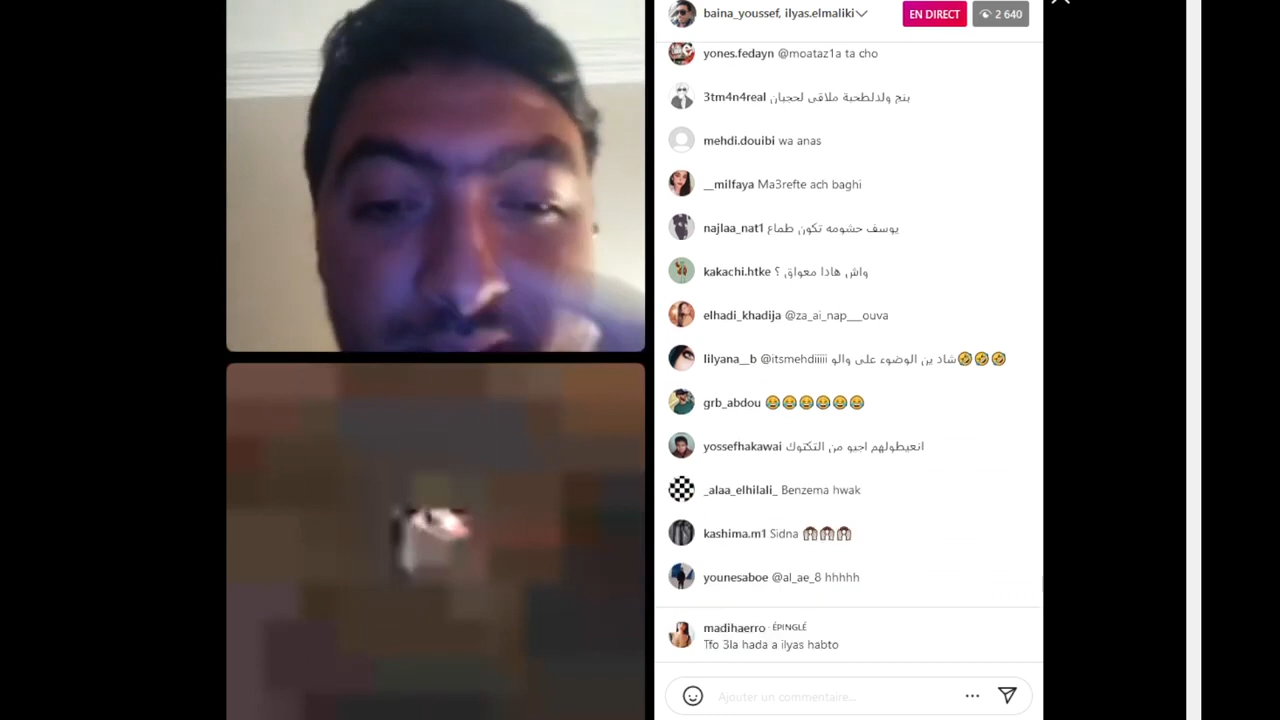 baina_youssef, ilyas.elmaliki
EN DIRECT
2 640
yones.fedayn @moataz1a ta cho
3tm4n4real بنج ولدلطحبة ملاقى لحجبان
mehdi.douibi wa anas
__milfaya Ma3refte ach baghi
najlaa_nat1 يوسف حشومه تكون طماع
kakachi.htke واش هادا معواق ؟
elhadi_khadija @za_ai_nap___ouva
lilyana__b @itsmehdiiiii شاد ين الوضوء على والو🤣🤣🤣
grb_abdou 😂😂😂😂😂😂
yossefhakawai انعيطولهم اجيو من التكتوك
_alaa_elhilali_ Benzema hwak
kashima.m1 Sidna
younesaboe @al_ae_8 hhhhh
madihaerro · ÉPINGLÉ
Tfo 3la hada a ilyas habto
Ajouter un commentaire...